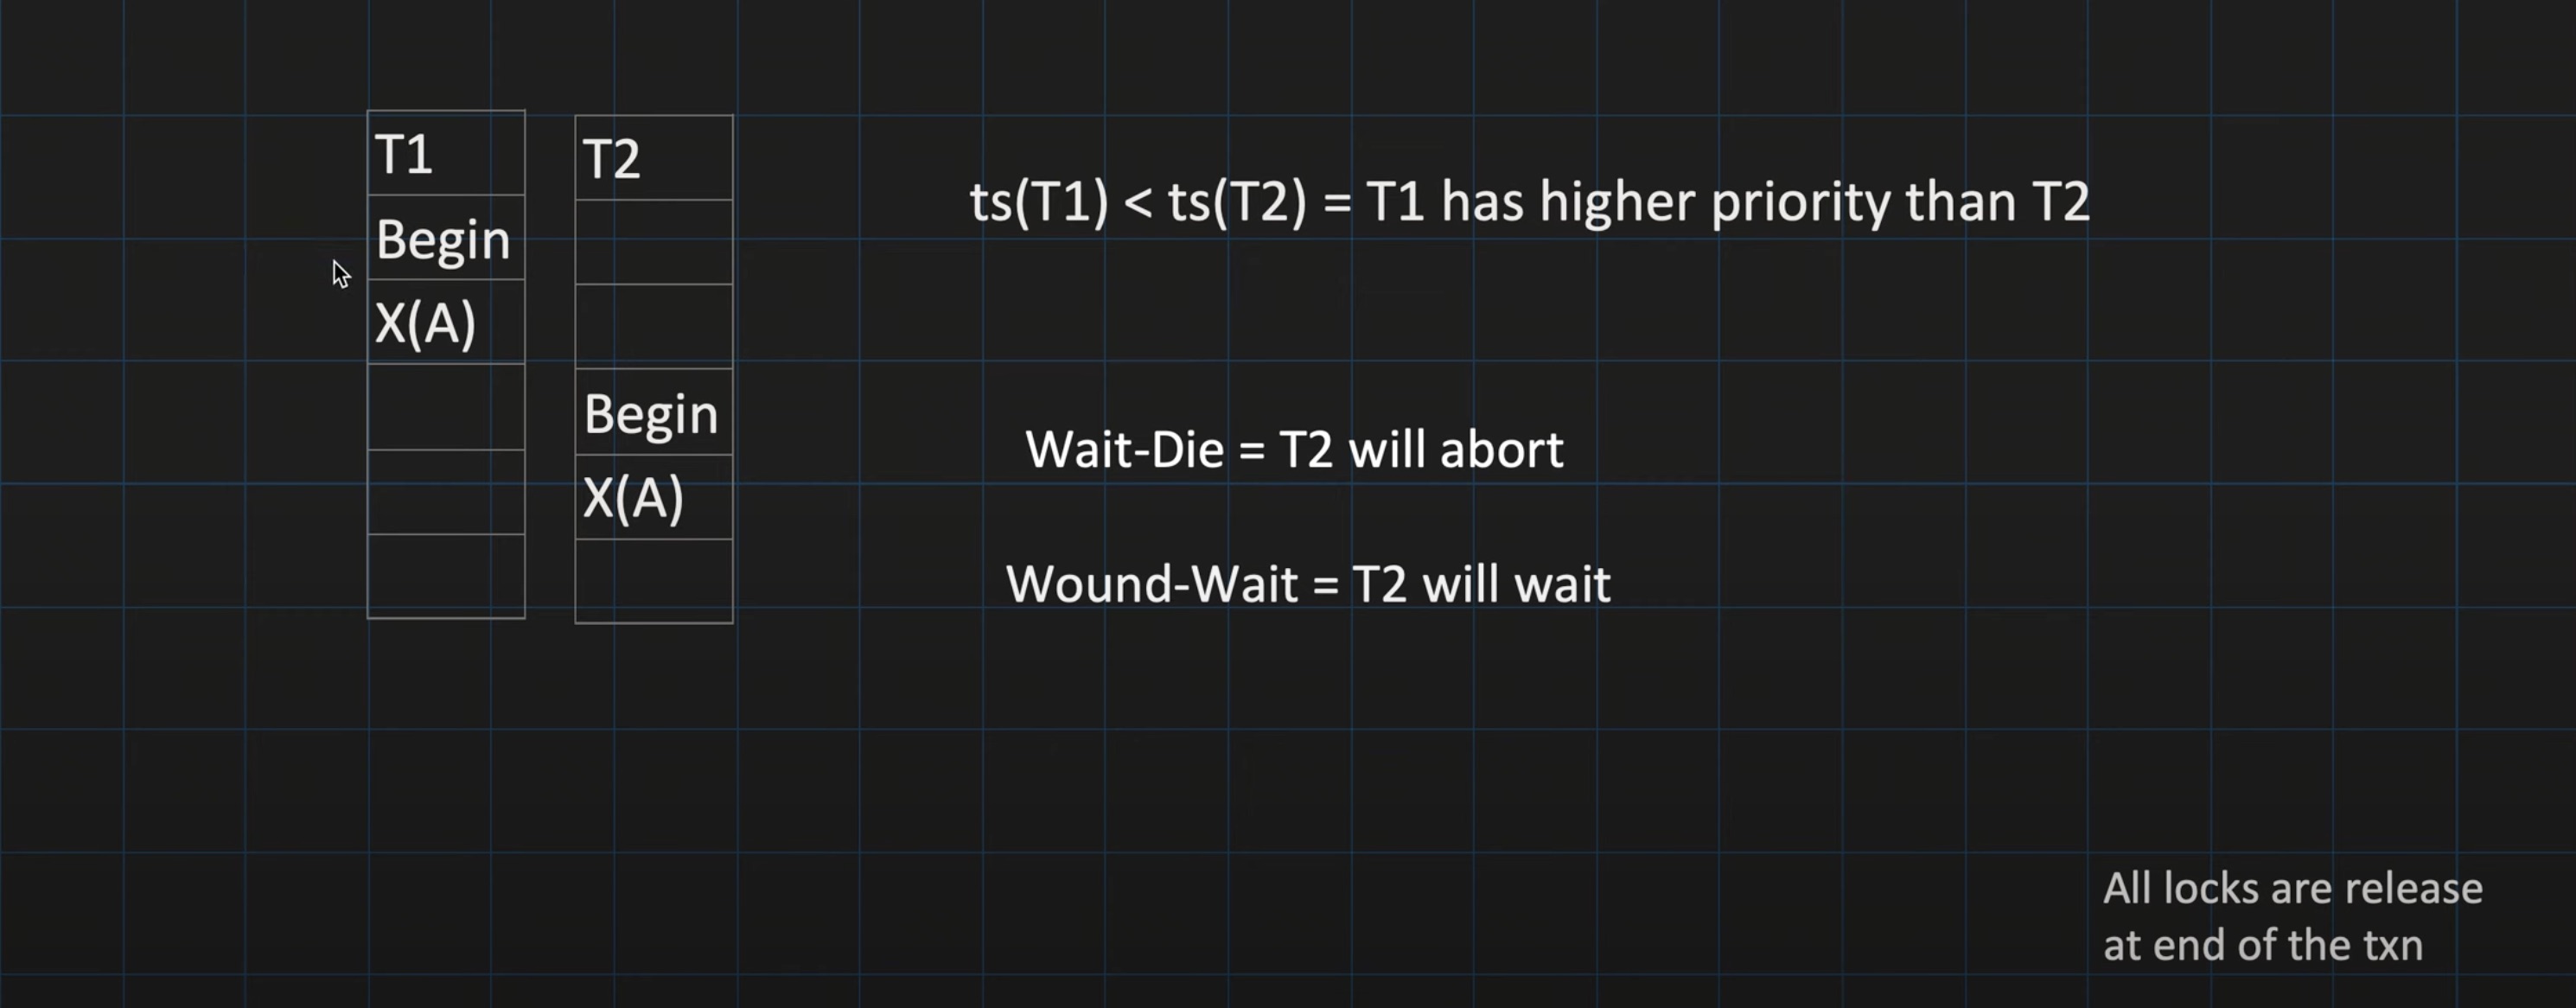 T1
Begin
X(A)
T2
Begin
X(A)
ts(T1) < ts(T2) = T1 has higher priority than T2
Wait-Die = T2 will abort
Wound-Wait = T2 will wait
All locks are release
at end of the txn